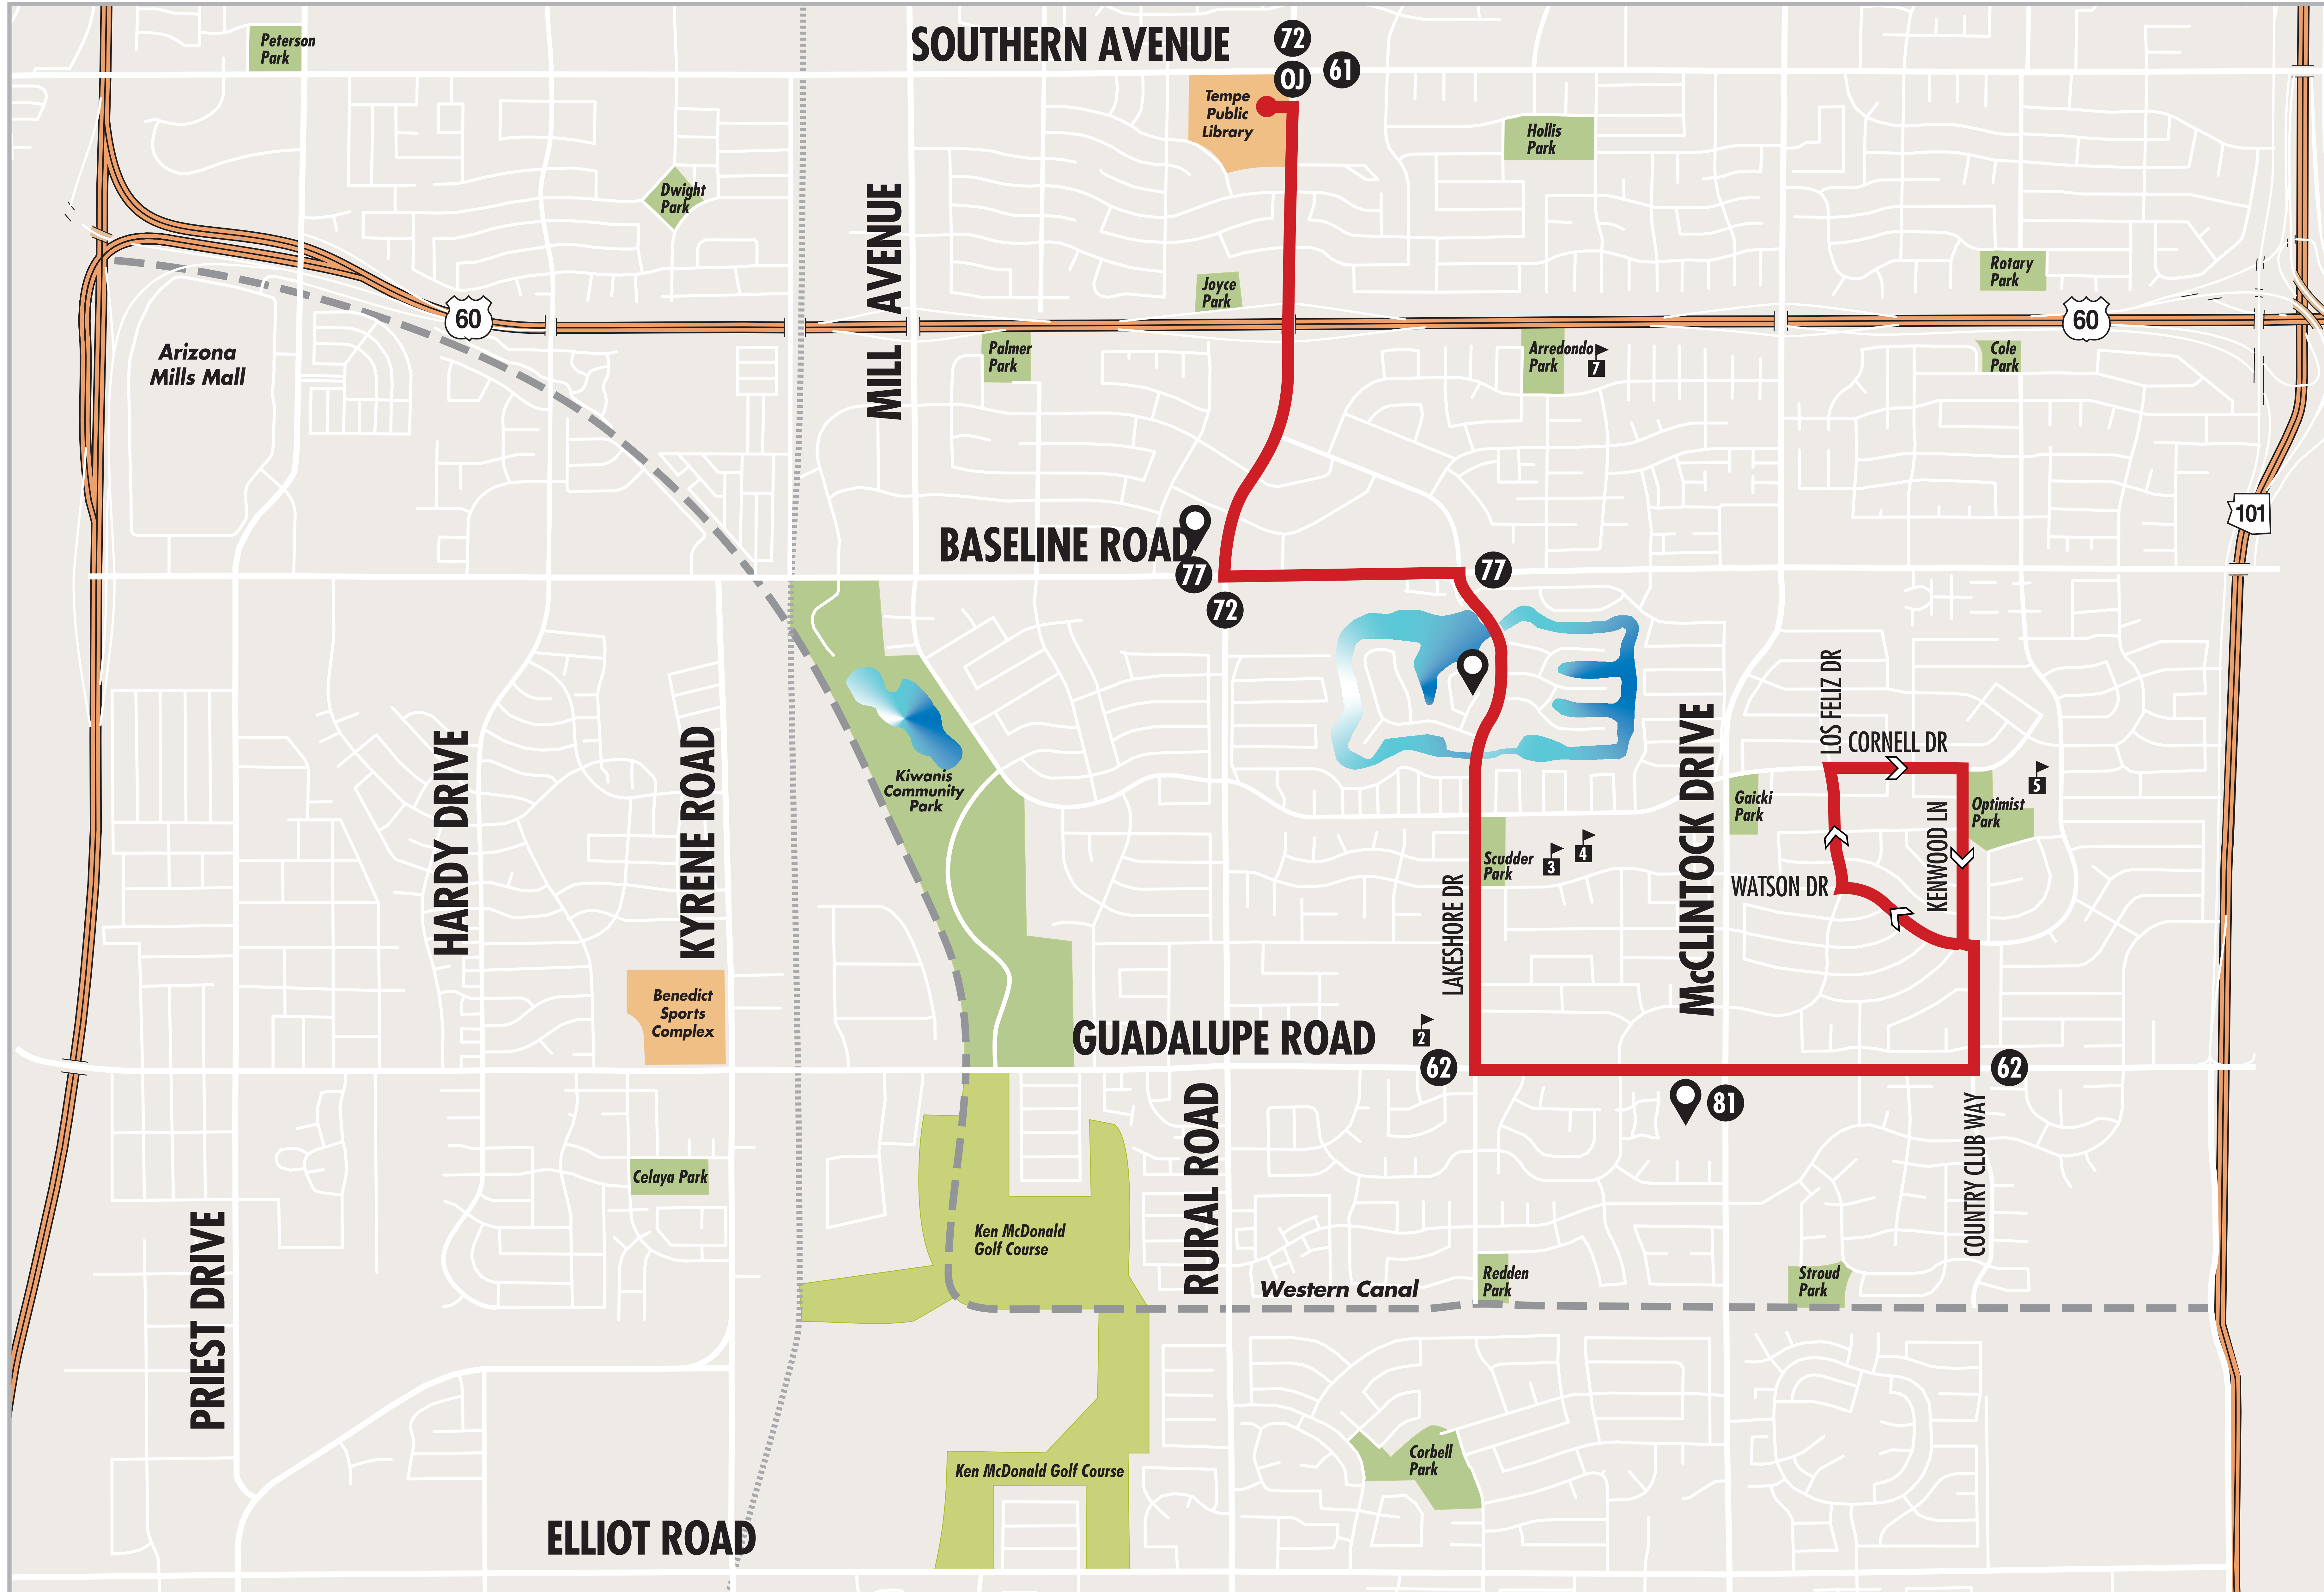 SOUTHERN AVENUE
72
OJ
61
Peterson
Park
Tempe
Public
Library
Hollis
Park
Dwight
Park
MILL AVENUE
Joyce
Park
Rotary
Park
60
60
Arizona
Mills Mall
Palmer
Park
Arredondo
Park
7
Cole
Park
101
BASELINE ROAD
77
77
72
LOS FELIZ DR
CORNELL DR
McCLINTOCK DRIVE
HARDY DRIVE
KYRENE ROAD
Kiwanis
Community
Park
Gaicki
Park
KENWOOD LN
Optimist
Park
5
Scudder
Park
3
4
WATSON DR
LAKESHORE DR
Benedict
Sports
Complex
GUADALUPE ROAD
2
62
62
81
RURAL ROAD
COUNTRY CLUB WAY
Celaya Park
PRIEST DRIVE
Ken McDonald
Golf Course
Western Canal
Redden
Park
Stroud
Park
Corbell
Park
Ken McDonald Golf Course
ELLIOT ROAD